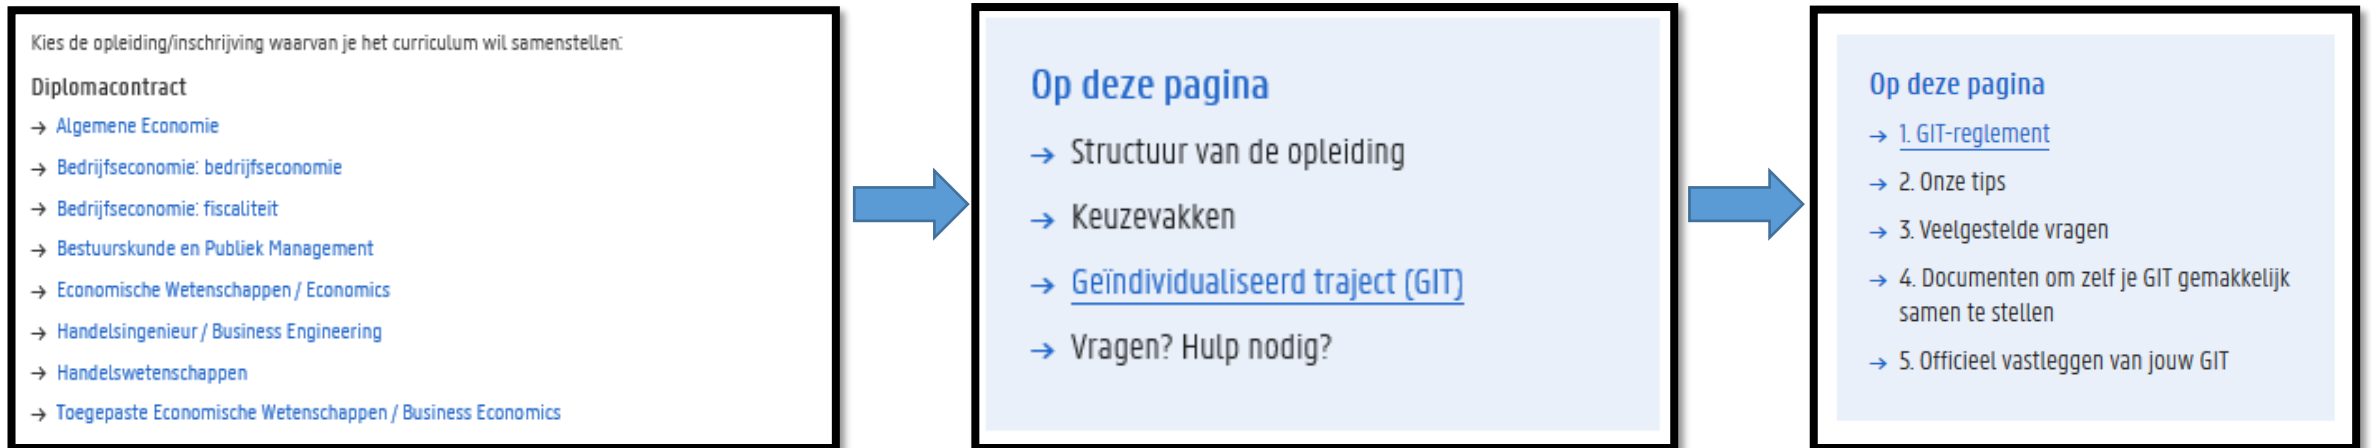 Kies de opleiding/inschrijving waarvan je het curriculum wil samenstellen:
Diplomacontract
→ Algemene Economie
→ Bedrijfseconomie: bedrijfseconomie
→ Bedrijfseconomie: fiscaliteit
→ Bestuurskunde en Publiek Management
→ Economische Wetenschappen / Economics
→ Handelsingenieur / Business Engineering
→ Handelswetenschappen
→ Toegepaste Economische Wetenschappen / Business Economics
Op deze pagina
→ Structuur van de opleiding
→ Keuzevakken
→ Geïndividualiseerd traject (GIT)
→ Vragen? Hulp nodig?
Op deze pagina
→ 1. GIT-reglement
→ 2. Onze tips
→ 3. Veelgestelde vragen
→ 4. Documenten om zelf je GIT gemakkelijk
samen te stellen
→ 5. Officieel vastleggen van jouw GIT